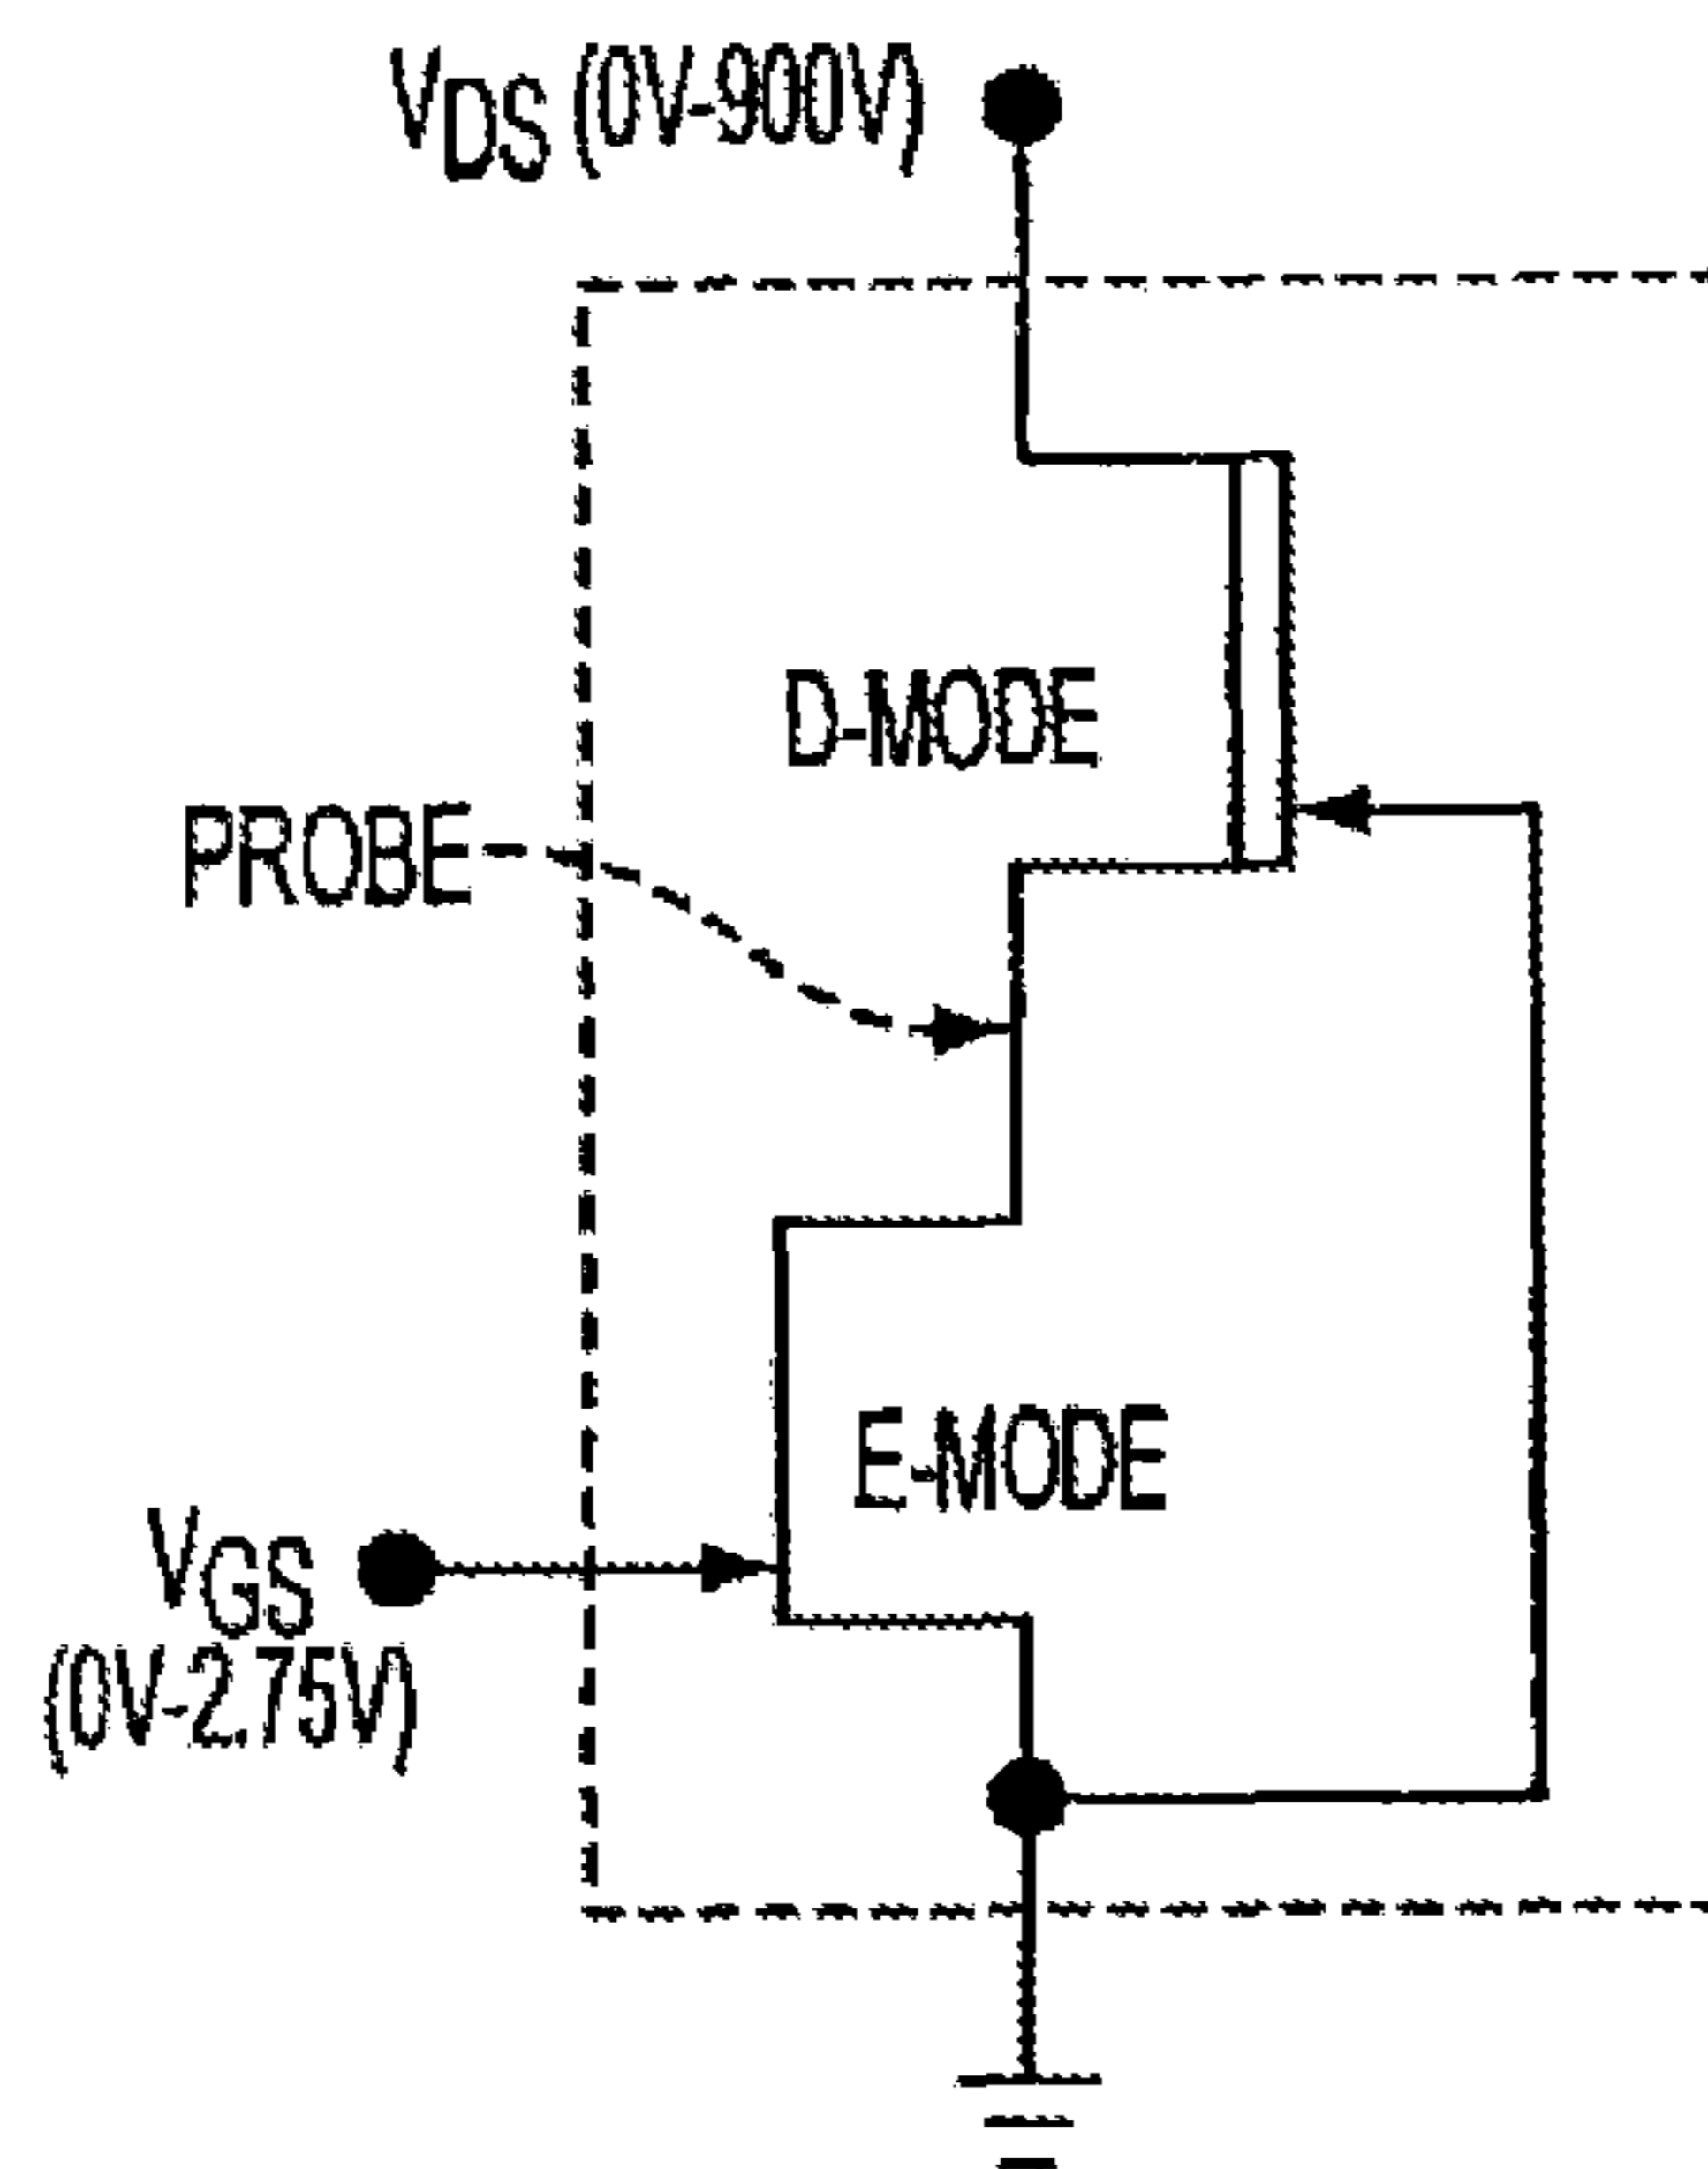 VDS (0V-900V)
D-MODE
PROBE
E-MODE
VGS
(0V-2.75V)